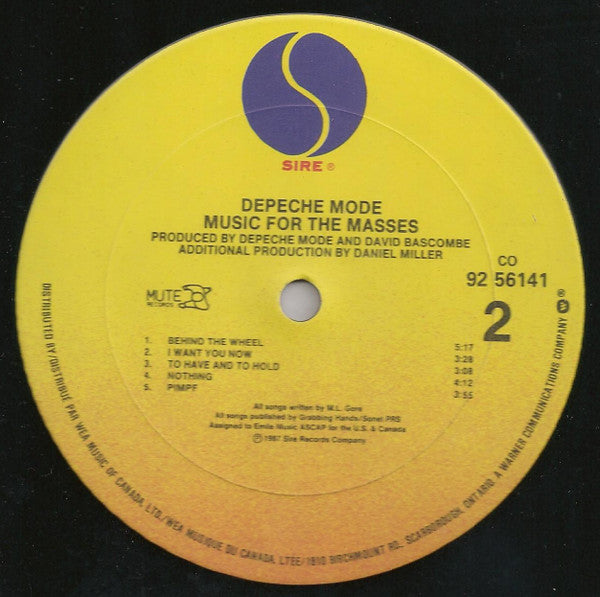 SIRE ®
DEPECHE MODE
MUSIC FOR THE MASSES
PRODUCED BY DEPECHE MODE AND DAVID BASCOMBE
ADDITIONAL PRODUCTION BY DANIEL MILLER
CO
92 56141
2
MUTE
RECORDS
1. BEHIND THE WHEEL 5:17
2. I WANT YOU NOW 3:28
3. TO HAVE AND TO HOLD 3:08
4. NOTHING 4:12
5. PIMPF 3:55
All songs written by M.L. Gore
All songs published by Grabbing Hands/Sonet PRS
Assigned to Emile Music ASCAP for the U.S. & Canada
℗ 1987 Sire Records Company
DISTRIBUTED BY/DISTRIBUÉ PAR WEA MUSIC OF CANADA, LTD./WEA MUSIQUE DU CANADA, LTEE/1810 BIRCHMOUNT RD., SCARBOROUGH, ONTARIO. A WARNER COMMUNICATIONS COMPANY ®